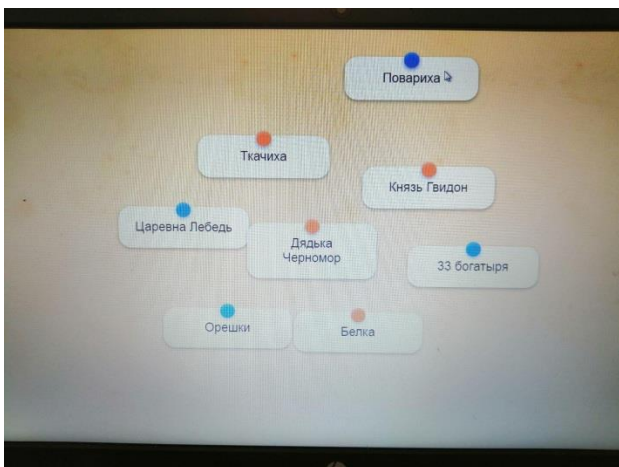 Повариха
Ткачиха
Князь Гвидон
Царевна Лебедь
Дядька
Черномор
33 богатыря
Орешки
Белка